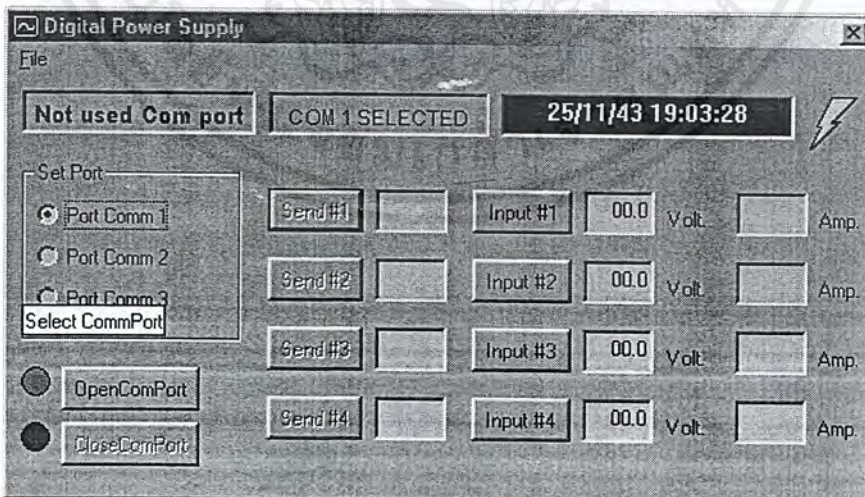 Digital Power Supply
File
Not used Com port
COM 1 SELECTED
25/11/43 19:03:28
Set Port
Port Comm 1
Port Comm 2
Port Comm 3
Select CommPort
OpenComPort
CloseComPort
Send #1 Input #1 00.0 Volt. Amp.
Send #2 Input #2 00.0 Volt. Amp.
Send #3 Input #3 00.0 Volt. Amp.
Send #4 Input #4 00.0 Volt. Amp.